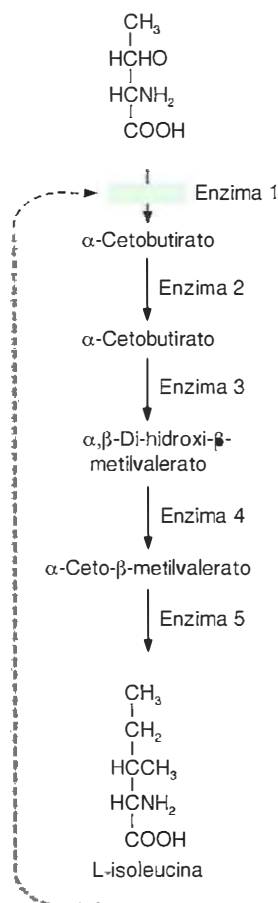 CH₃
HCHO
HCNH₂
COOH
Enzima 1
α-Cetobutirato
Enzima 2
α-Cetobutirato
Enzima 3
α,β-Di-hidroxi-β-
metilvalerato
Enzima 4
α-Ceto-β-metilvalerato
Enzima 5
CH₃
CH₂
HCCH₃
HCNH₂
COOH
L-isoleucina